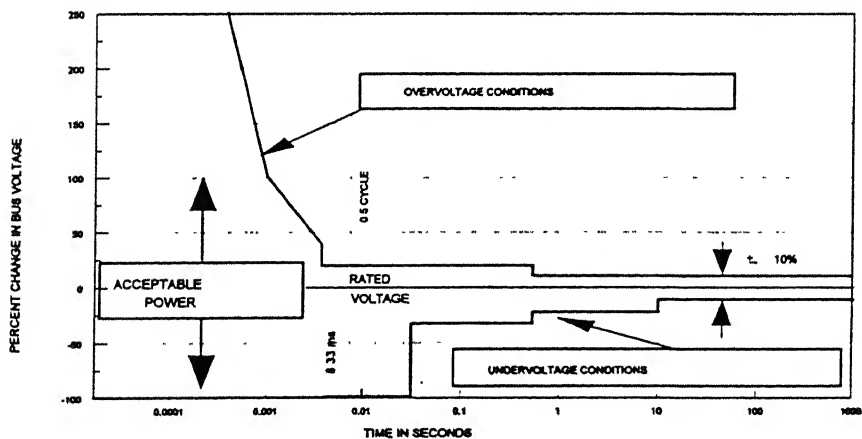 250
200
150
100
50
0
-50
-100
PERCENT CHANGE IN BUS VOLTAGE
OVERVOLTAGE CONDITIONS
0.5 CYCLE
10%
RATED
VOLTAGE
ACCEPTABLE
POWER
8 33 ms
UNDERVOLTAGE CONDITIONS
0.0001
0.001
0.01
0.1
1
10
100
1000
TIME IN SECONDS